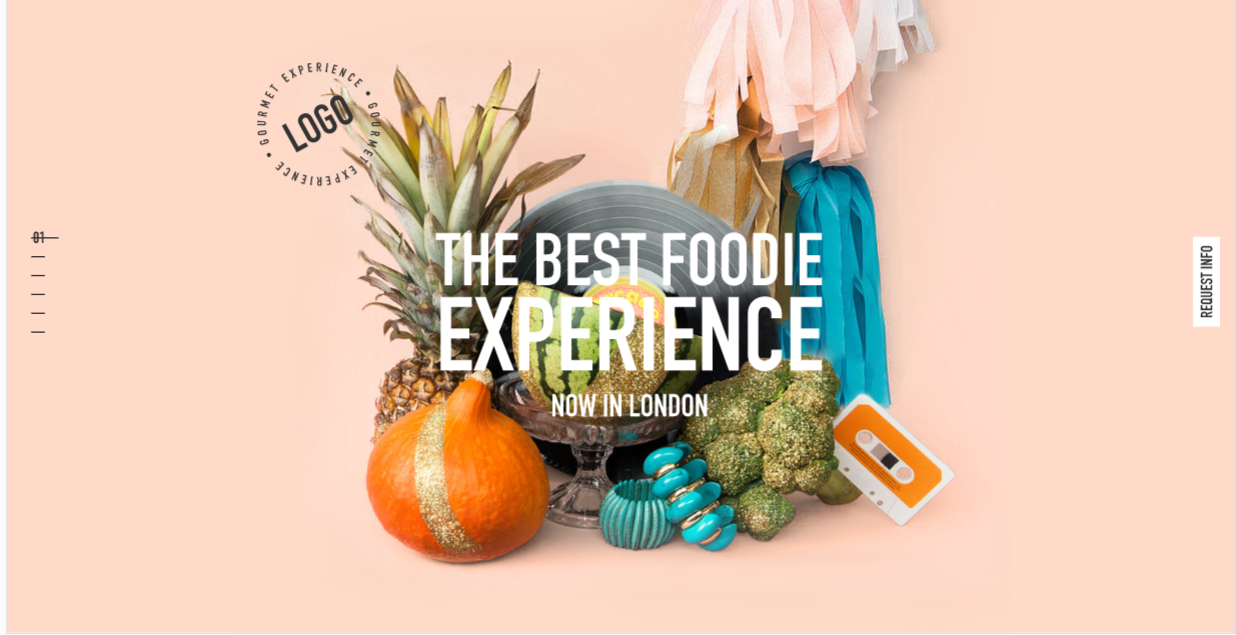 GOURMET EXPERIENCE • GOURMET EXPERIENCE •
LOGO
01
THE BEST FOODIE
EXPERIENCE
NOW IN LONDON
REQUEST INFO